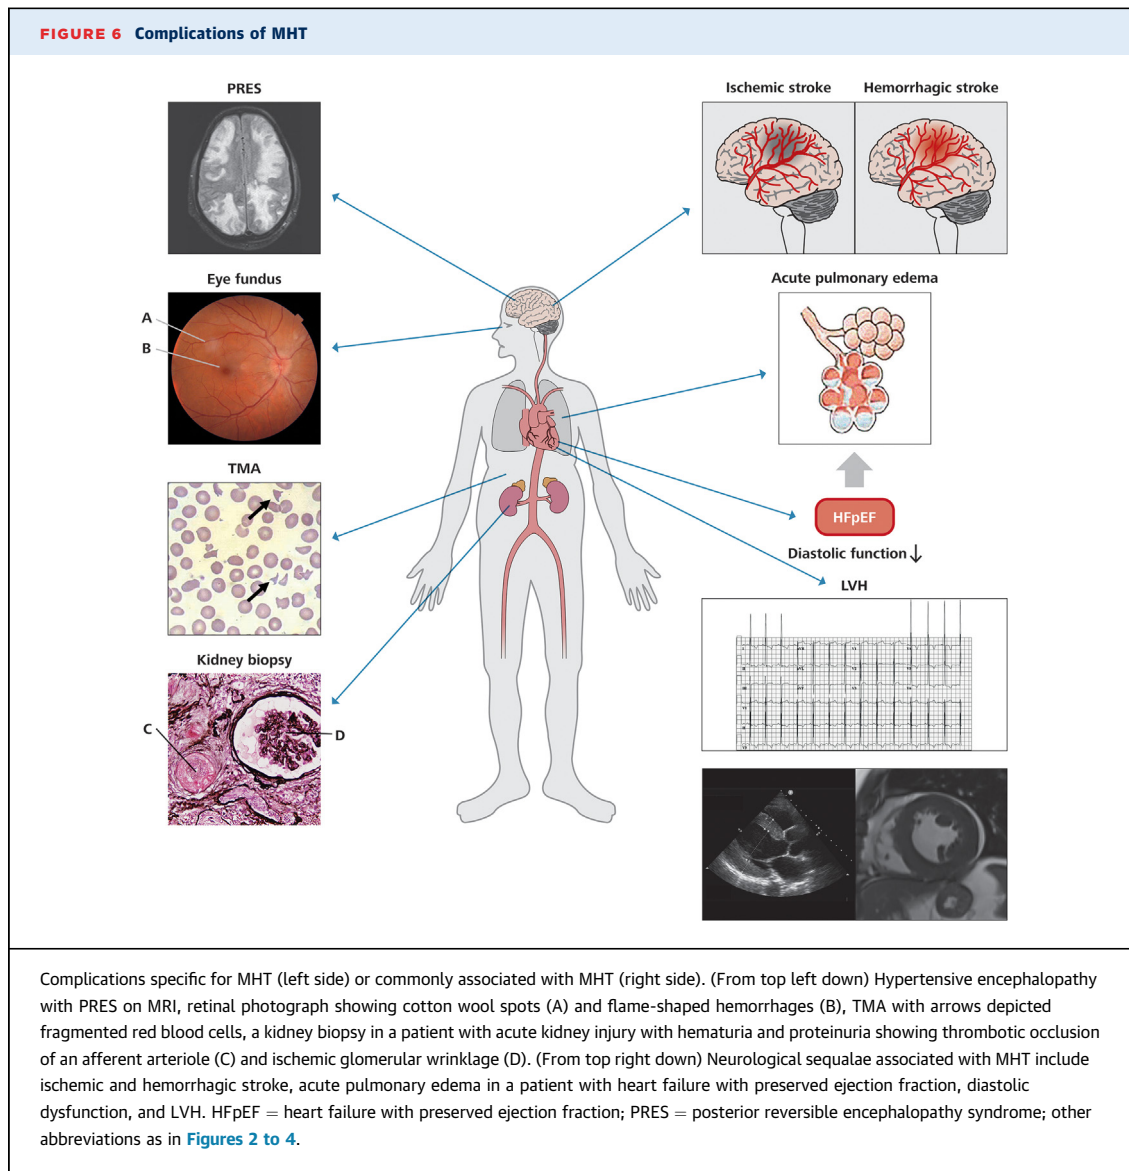 FIGURE 6 Complications of MHT
PRES
Ischemic stroke
Hemorrhagic stroke
Eye fundus
A
B
Acute pulmonary edema
TMA
HFpEF
Diastolic function ↓
LVH
Kidney biopsy
C
D
Complications specific for MHT (left side) or commonly associated with MHT (right side). (From top left down) Hypertensive encephalopathy
with PRES on MRI, retinal photograph showing cotton wool spots (A) and flame-shaped hemorrhages (B), TMA with arrows depicted
fragmented red blood cells, a kidney biopsy in a patient with acute kidney injury with hematuria and proteinuria showing thrombotic occlusion
of an afferent arteriole (C) and ischemic glomerular wrinklage (D). (From top right down) Neurological sequalae associated with MHT include
ischemic and hemorrhagic stroke, acute pulmonary edema in a patient with heart failure with preserved ejection fraction, diastolic
dysfunction, and LVH. HFpEF = heart failure with preserved ejection fraction; PRES = posterior reversible encephalopathy syndrome; other
abbreviations as in Figures 2 to 4.